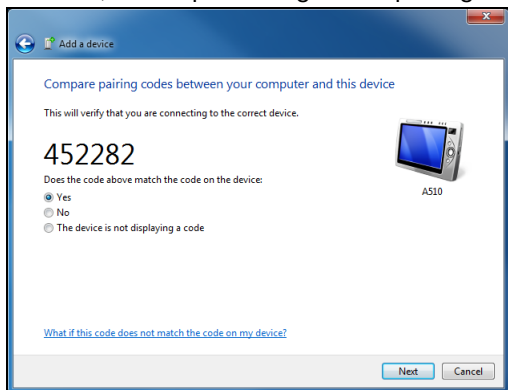 Add a device
Compare pairing codes between your computer and this device
This will verify that you are connecting to the correct device.
452282
Does the code above match the code on the device:
A510
Yes
No
The device is not displaying a code
What if this code does not match the code on my device?
Next Cancel